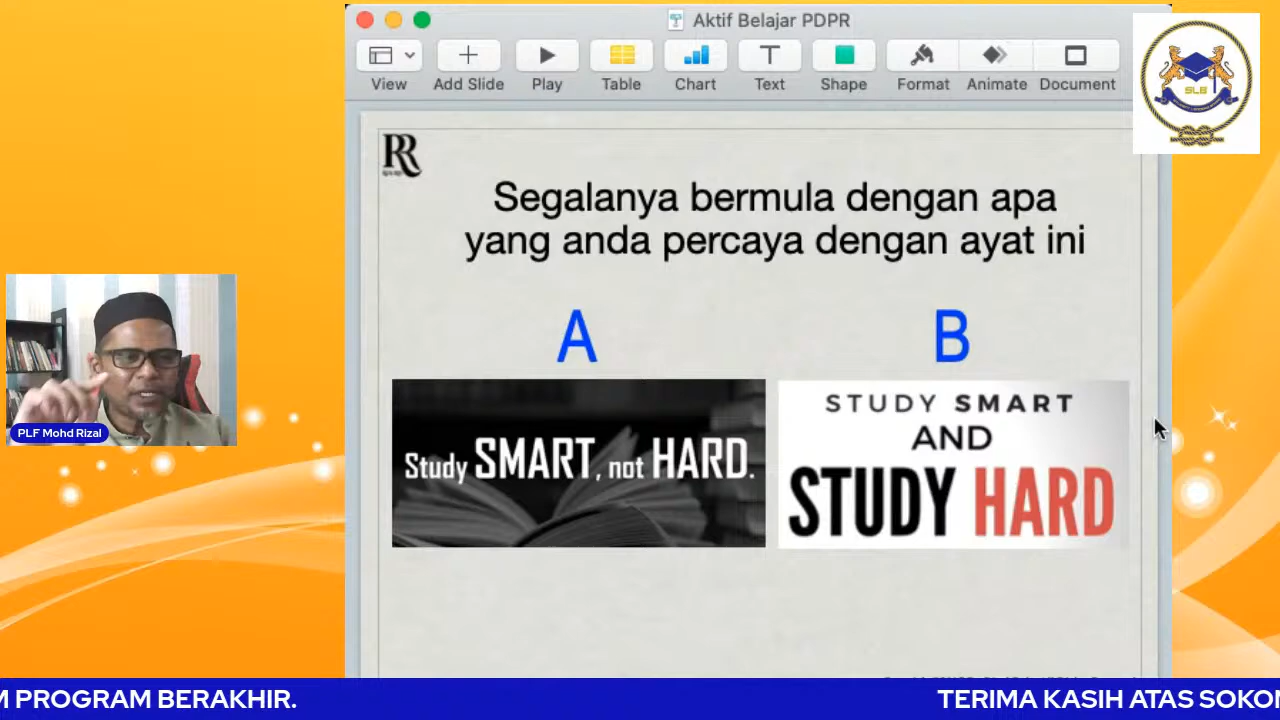 Aktif Belajar PDPR
View
Add Slide
Play
Table
Chart
Text
Shape
Format
Animate
Document
SLB
RR
Segalanya bermula dengan apa
yang anda percaya dengan ayat ini
A
B
Study SMART, not HARD.
STUDY SMART
AND
STUDY HARD
PLF Mohd Rizal
M PROGRAM BERAKHIR.
TERIMA KASIH ATAS SOKON